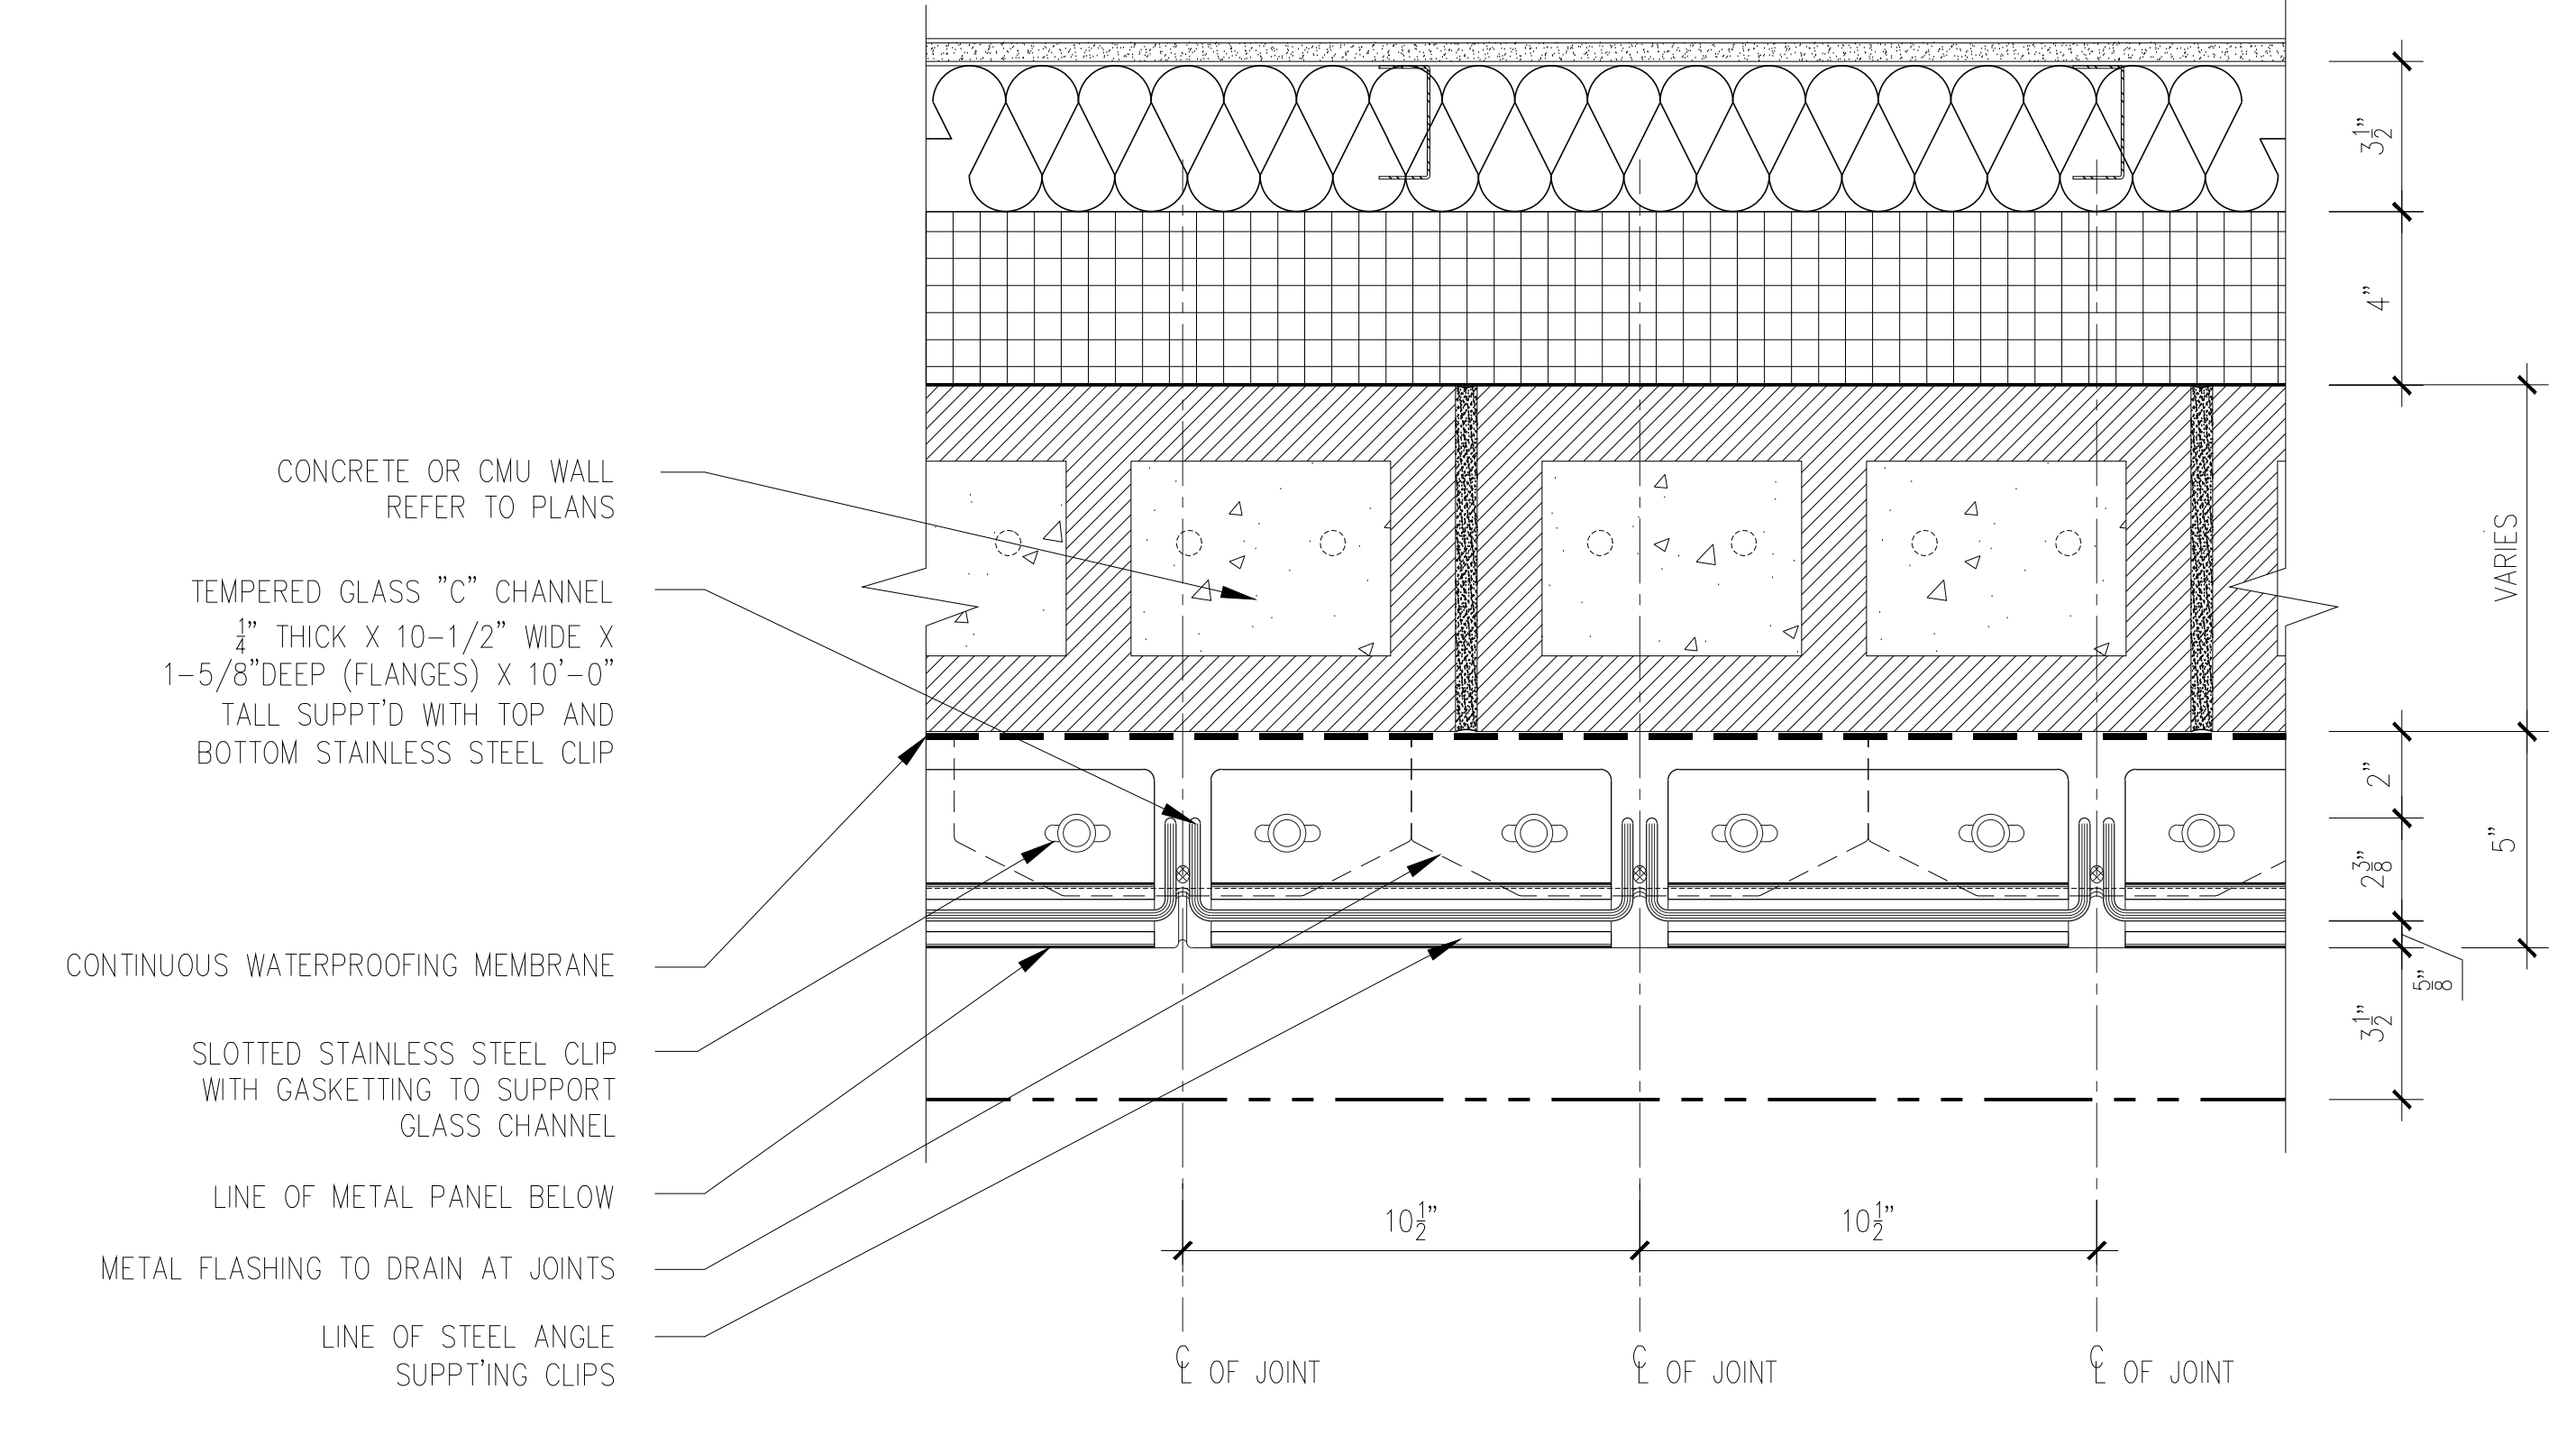 CONCRETE OR CMU WALL
REFER TO PLANS
TEMPERED GLASS "C" CHANNEL
1/4" THICK X 10-1/2" WIDE X
1-5/8"DEEP (FLANGES) X 10'-0"
TALL SUPPT'D WITH TOP AND
BOTTOM STAINLESS STEEL CLIP
CONTINUOUS WATERPROOFING MEMBRANE
SLOTTED STAINLESS STEEL CLIP
WITH GASKETTING TO SUPPORT
GLASS CHANNEL
LINE OF METAL PANEL BELOW
METAL FLASHING TO DRAIN AT JOINTS
LINE OF STEEL ANGLE
SUPPT'ING CLIPS
3 1/2"
4"
VARIES
2"
2 3/8"
5"
5/8"
3 1/2"
10 1/2"
10 1/2"
℄ OF JOINT
℄ OF JOINT
℄ OF JOINT